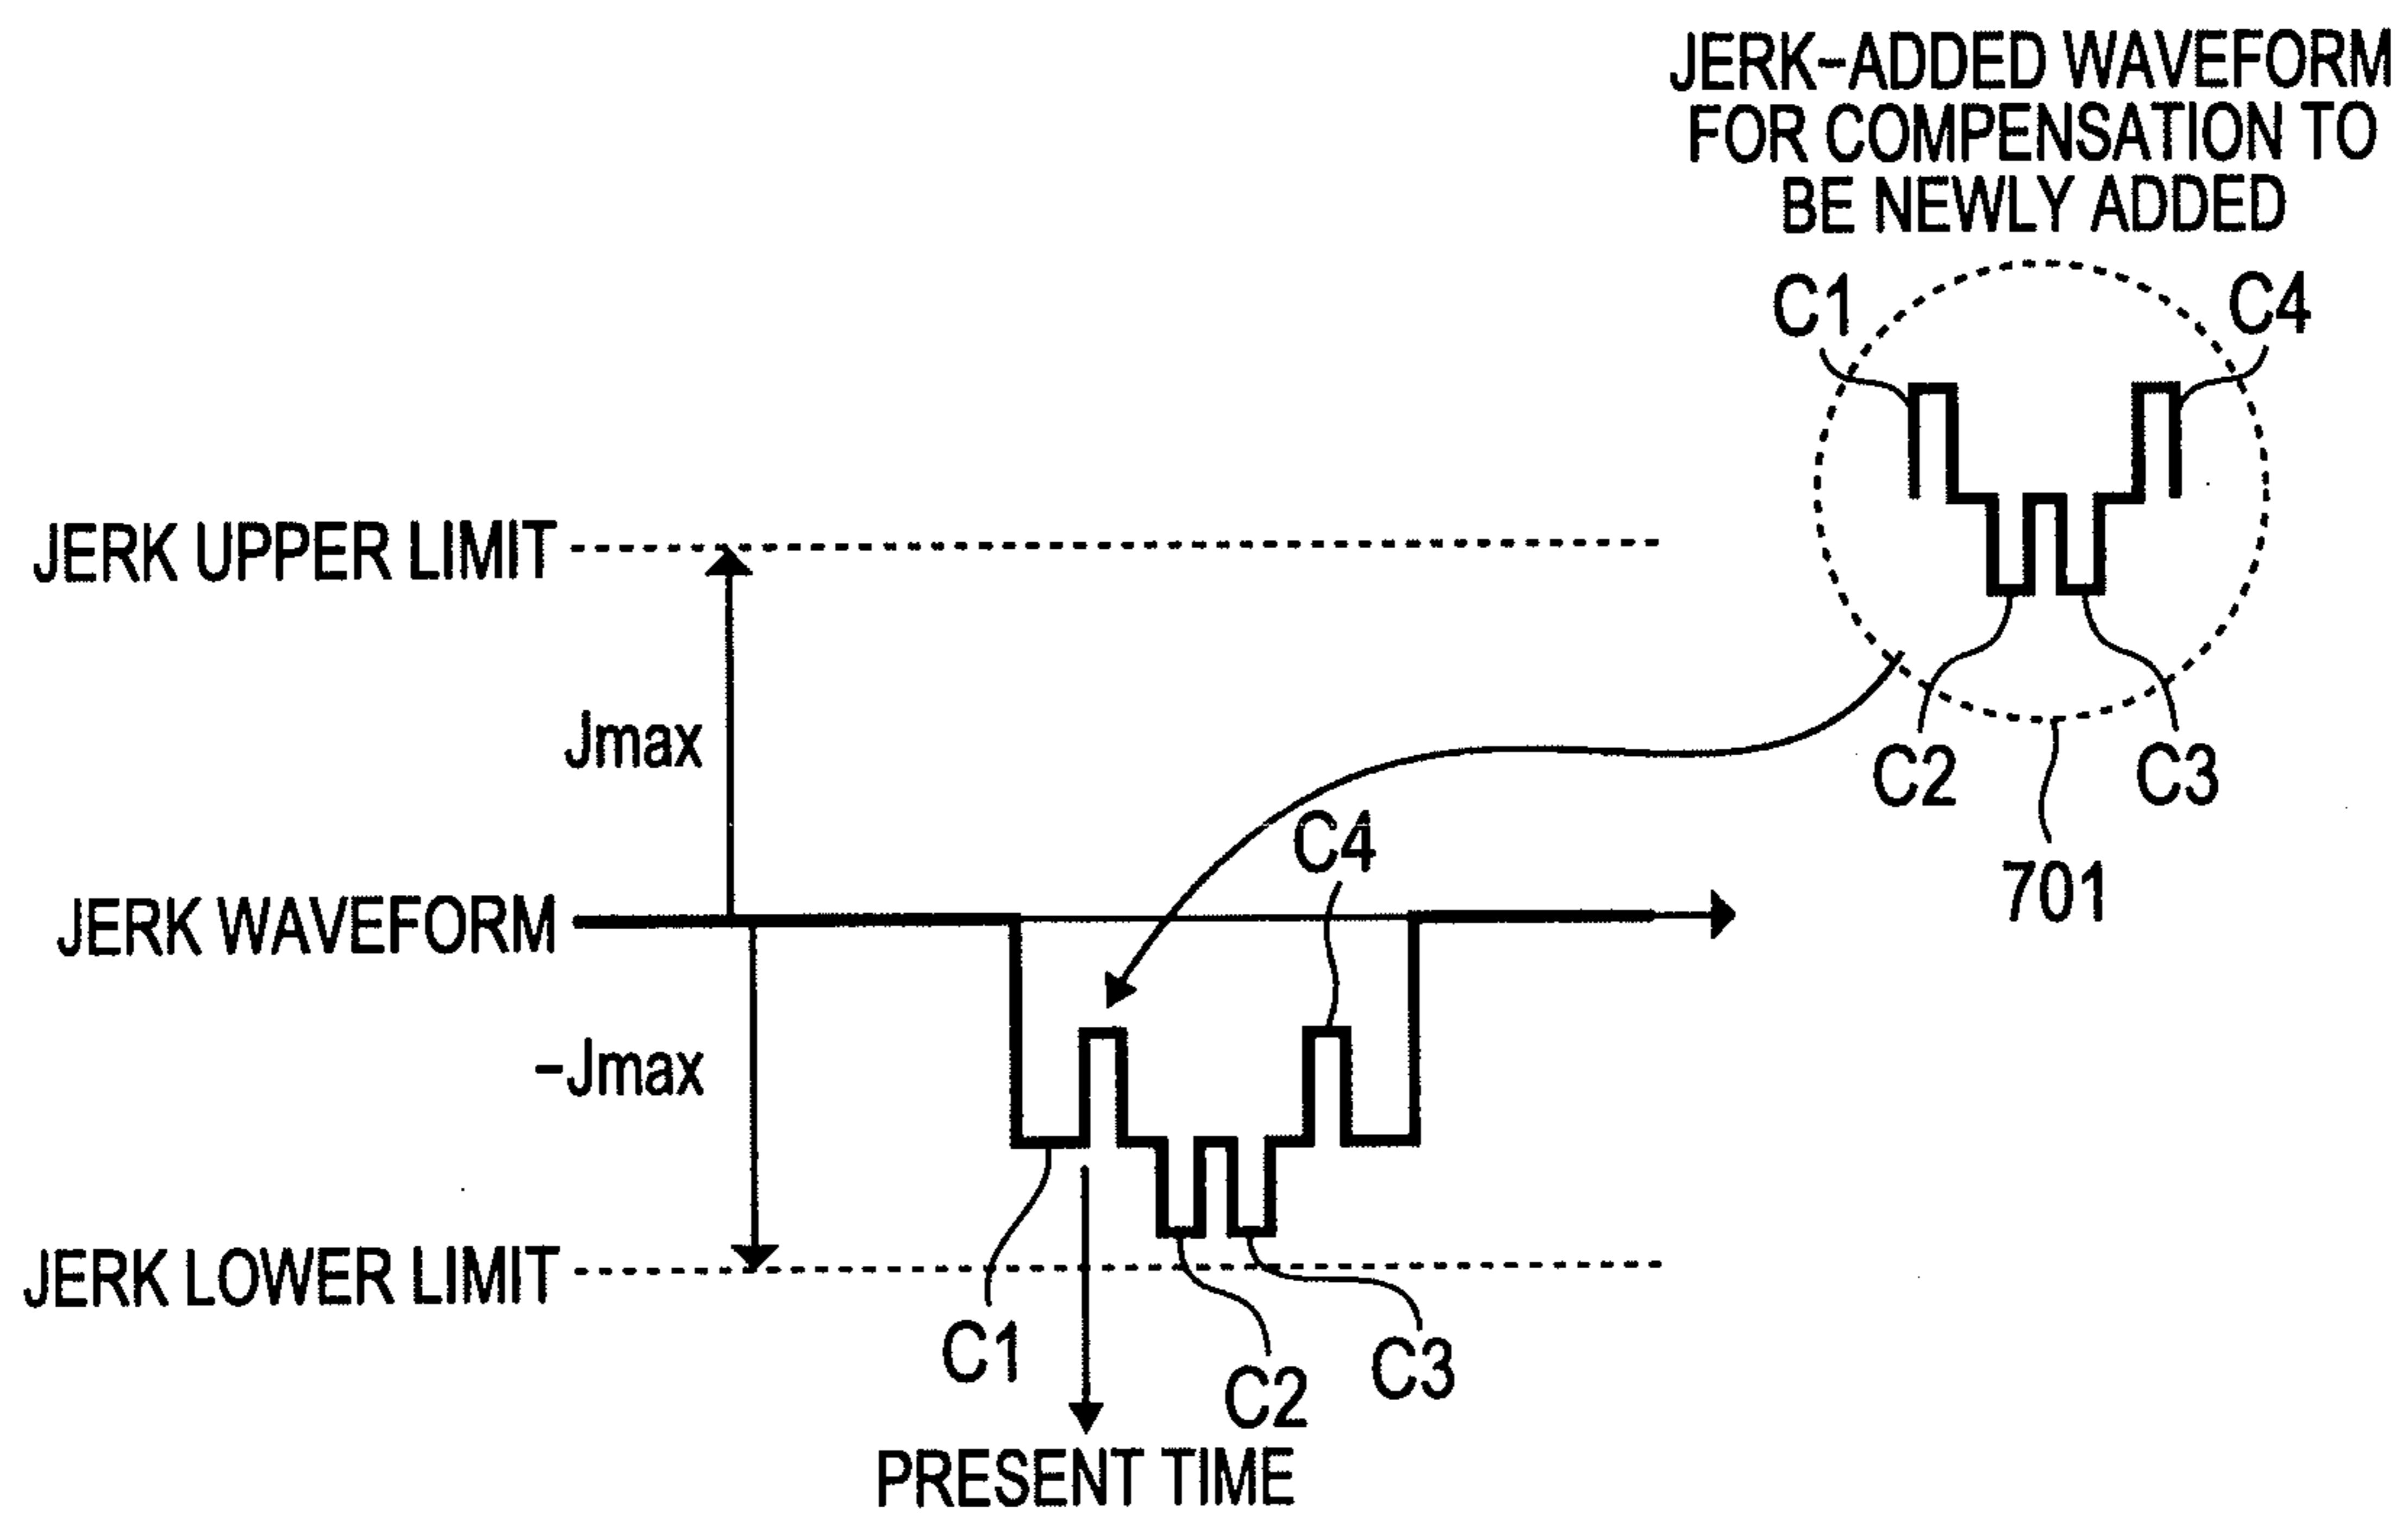 JERK-ADDED WAVEFORM
FOR COMPENSATION TO
BE NEWLY ADDED
C1
C4
JERK UPPER LIMIT
Jmax
C2
C3
C4
701
JERK WAVEFORM
-Jmax
JERK LOWER LIMIT
C1
C2
C3
PRESENT TIME